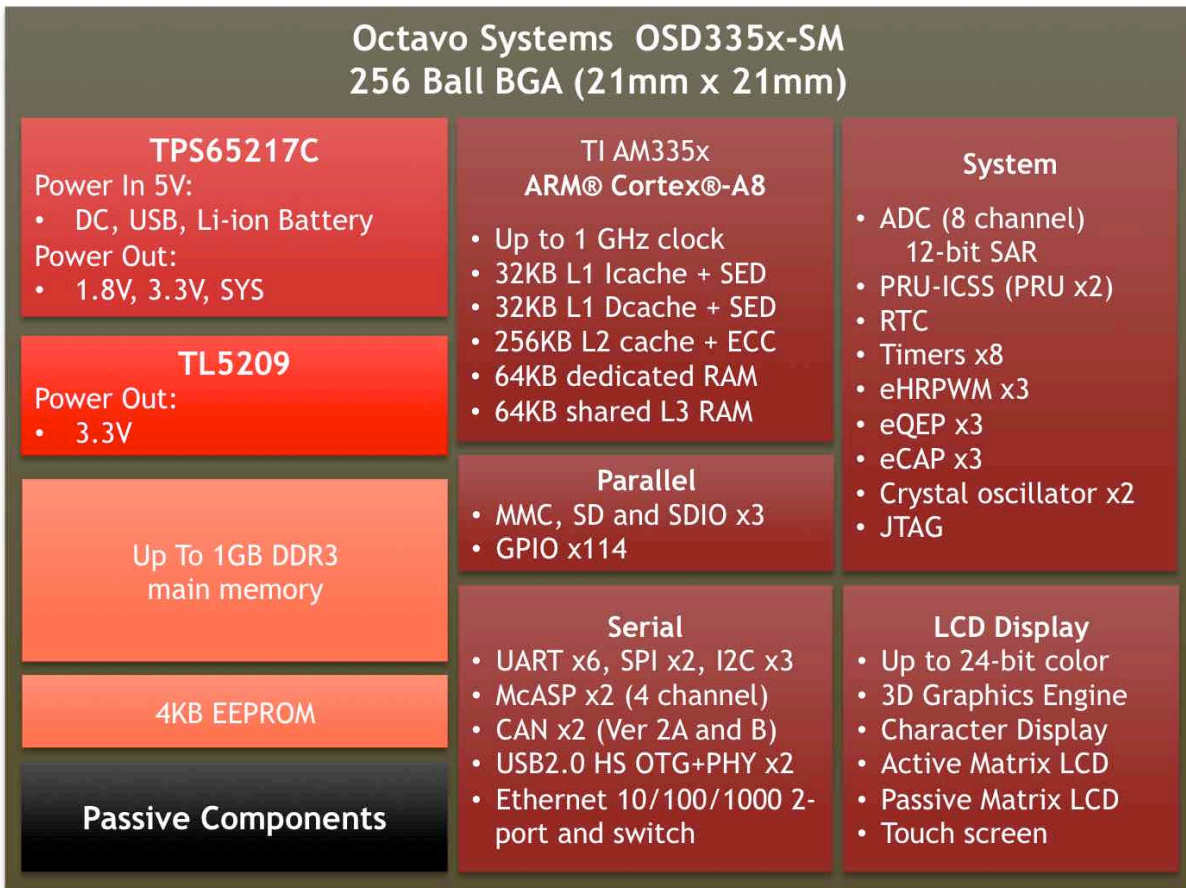 Octavo Systems OSD335x-SM
256 Ball BGA (21mm x 21mm)
TPS65217C
Power In 5V:
• DC, USB, Li-ion Battery
Power Out:
• 1.8V, 3.3V, SYS
TL5209
Power Out:
• 3.3V
Up To 1GB DDR3
main memory
4KB EEPROM
Passive Components
TI AM335x
ARM® Cortex®-A8
• Up to 1 GHz clock
• 32KB L1 Icache + SED
• 32KB L1 Dcache + SED
• 256KB L2 cache + ECC
• 64KB dedicated RAM
• 64KB shared L3 RAM
Parallel
• MMC, SD and SDIO x3
• GPIO x114
Serial
• UART x6, SPI x2, I2C x3
• McASP x2 (4 channel)
• CAN x2 (Ver 2A and B)
• USB2.0 HS OTG+PHY x2
• Ethernet 10/100/1000 2-
port and switch
System
• ADC (8 channel)
12-bit SAR
• PRU-ICSS (PRU x2)
• RTC
• Timers x8
• eHRPWM x3
• eQEP x3
• eCAP x3
• Crystal oscillator x2
• JTAG
LCD Display
• Up to 24-bit color
• 3D Graphics Engine
• Character Display
• Active Matrix LCD
• Passive Matrix LCD
• Touch screen